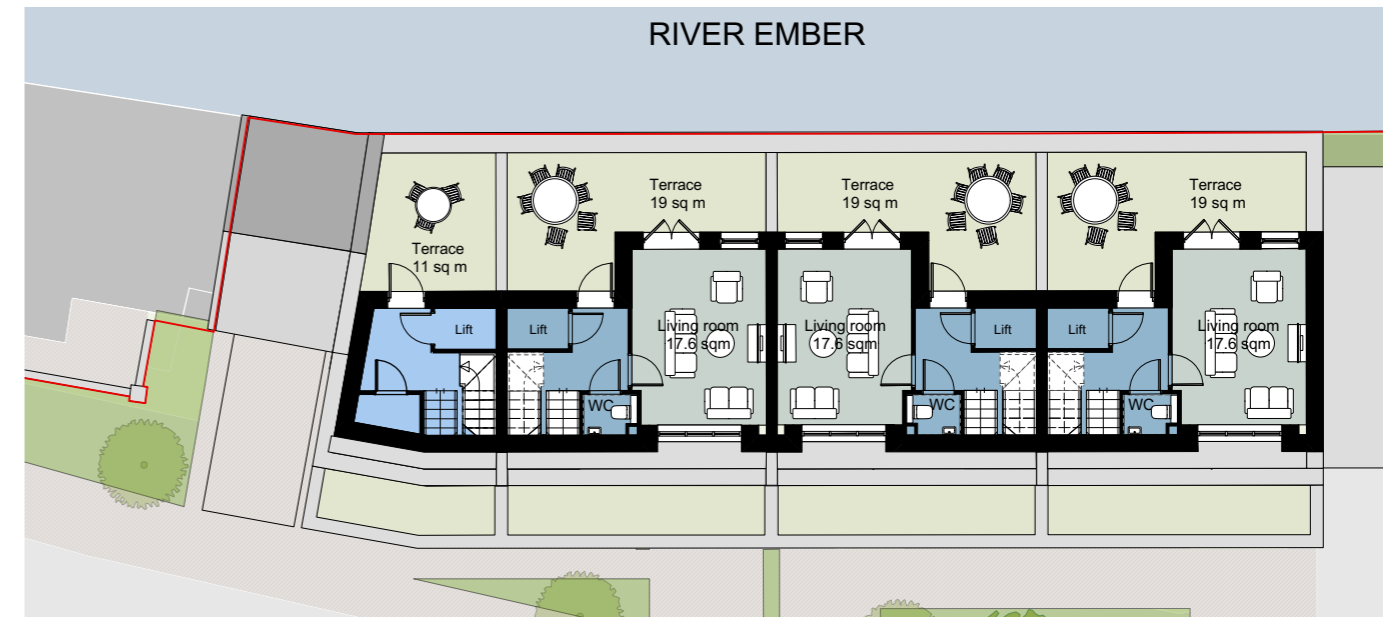 RIVER EMBER
Terrace
19 sq m
Terrace
19 sq m
Terrace
19 sq m
Terrace
11 sq m
Lift
Lift
Living room
17.6 sqm
Living room
17.6 sqm
Lift
Lift
Living room
17.6 sqm
WC
WC
WC